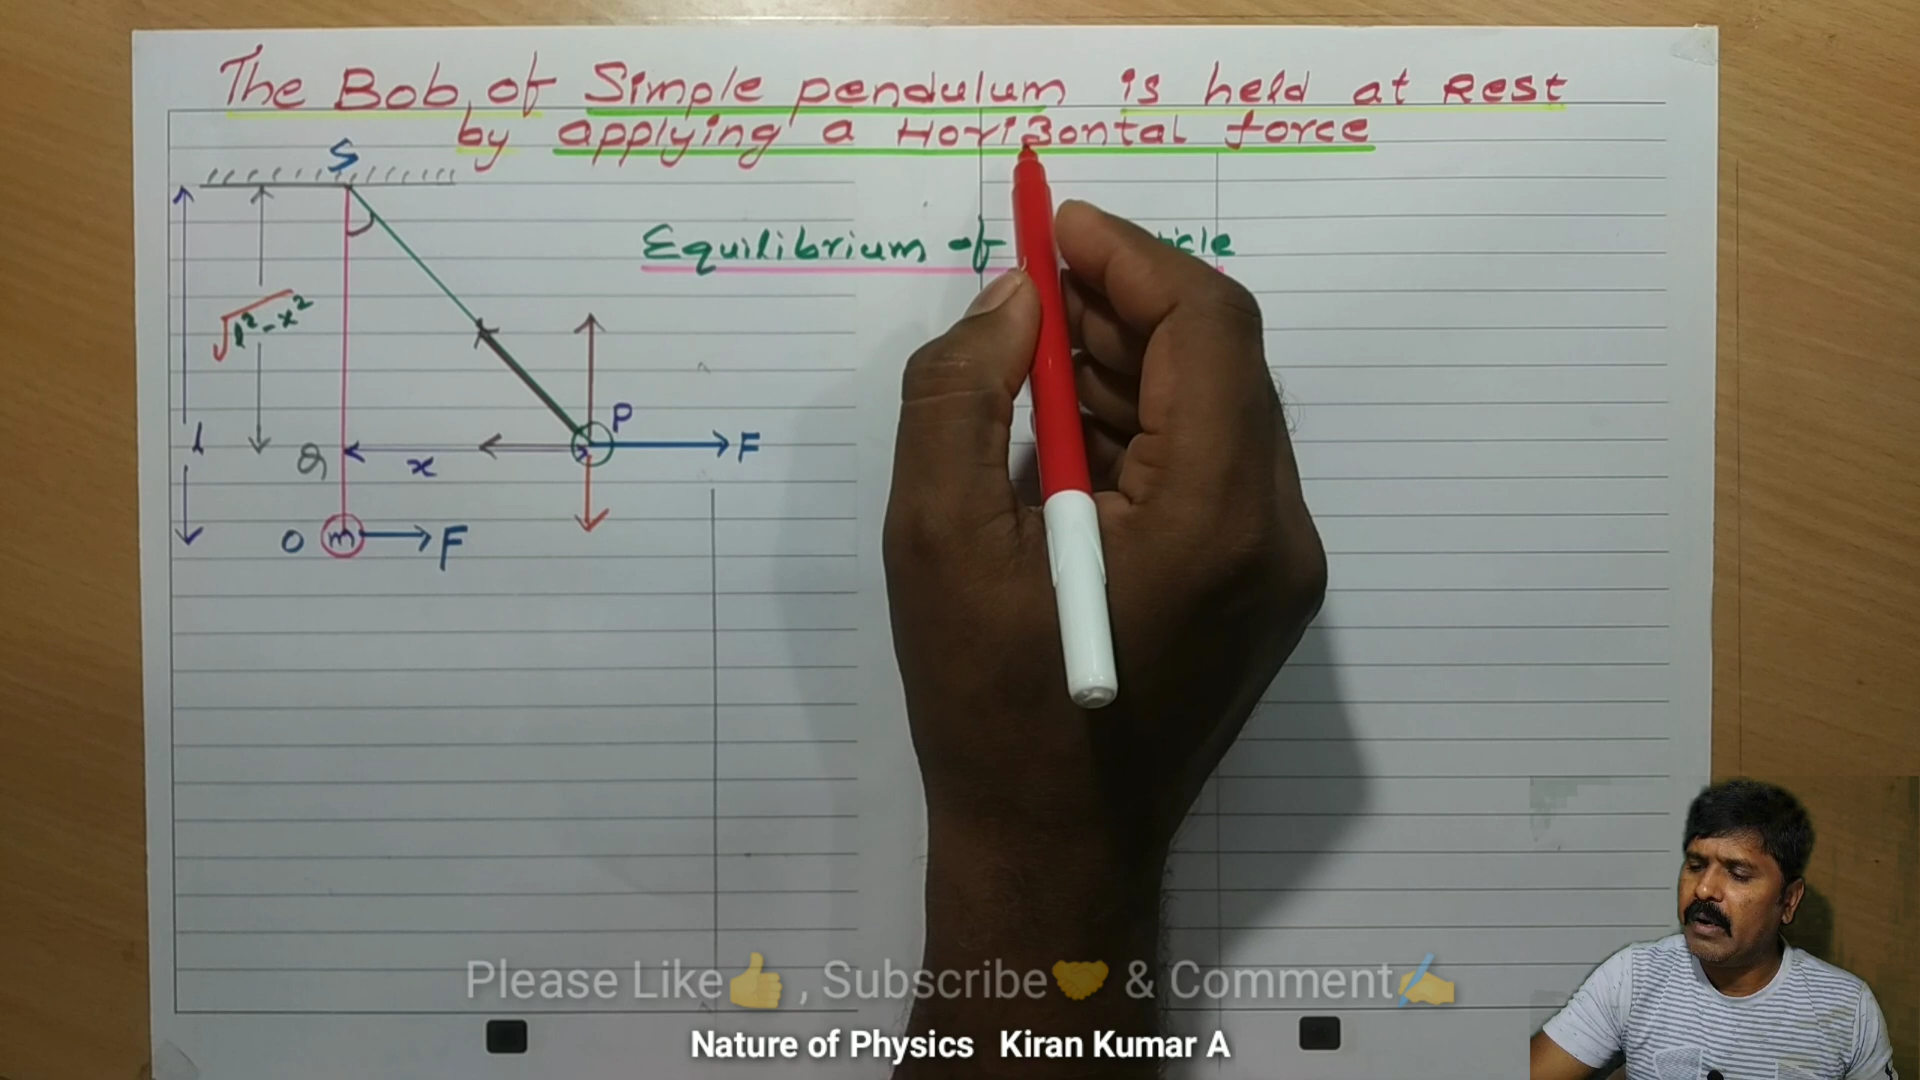 The Bob of Simple pendulum is held at Rest
by applying a Horizontal force
S
Equilibrium of
√l²-x²
P
F
l
Q
x
O
m
F
Please Like👍 , Subscribe🤝 & Comment✍
Nature of Physics Kiran Kumar A